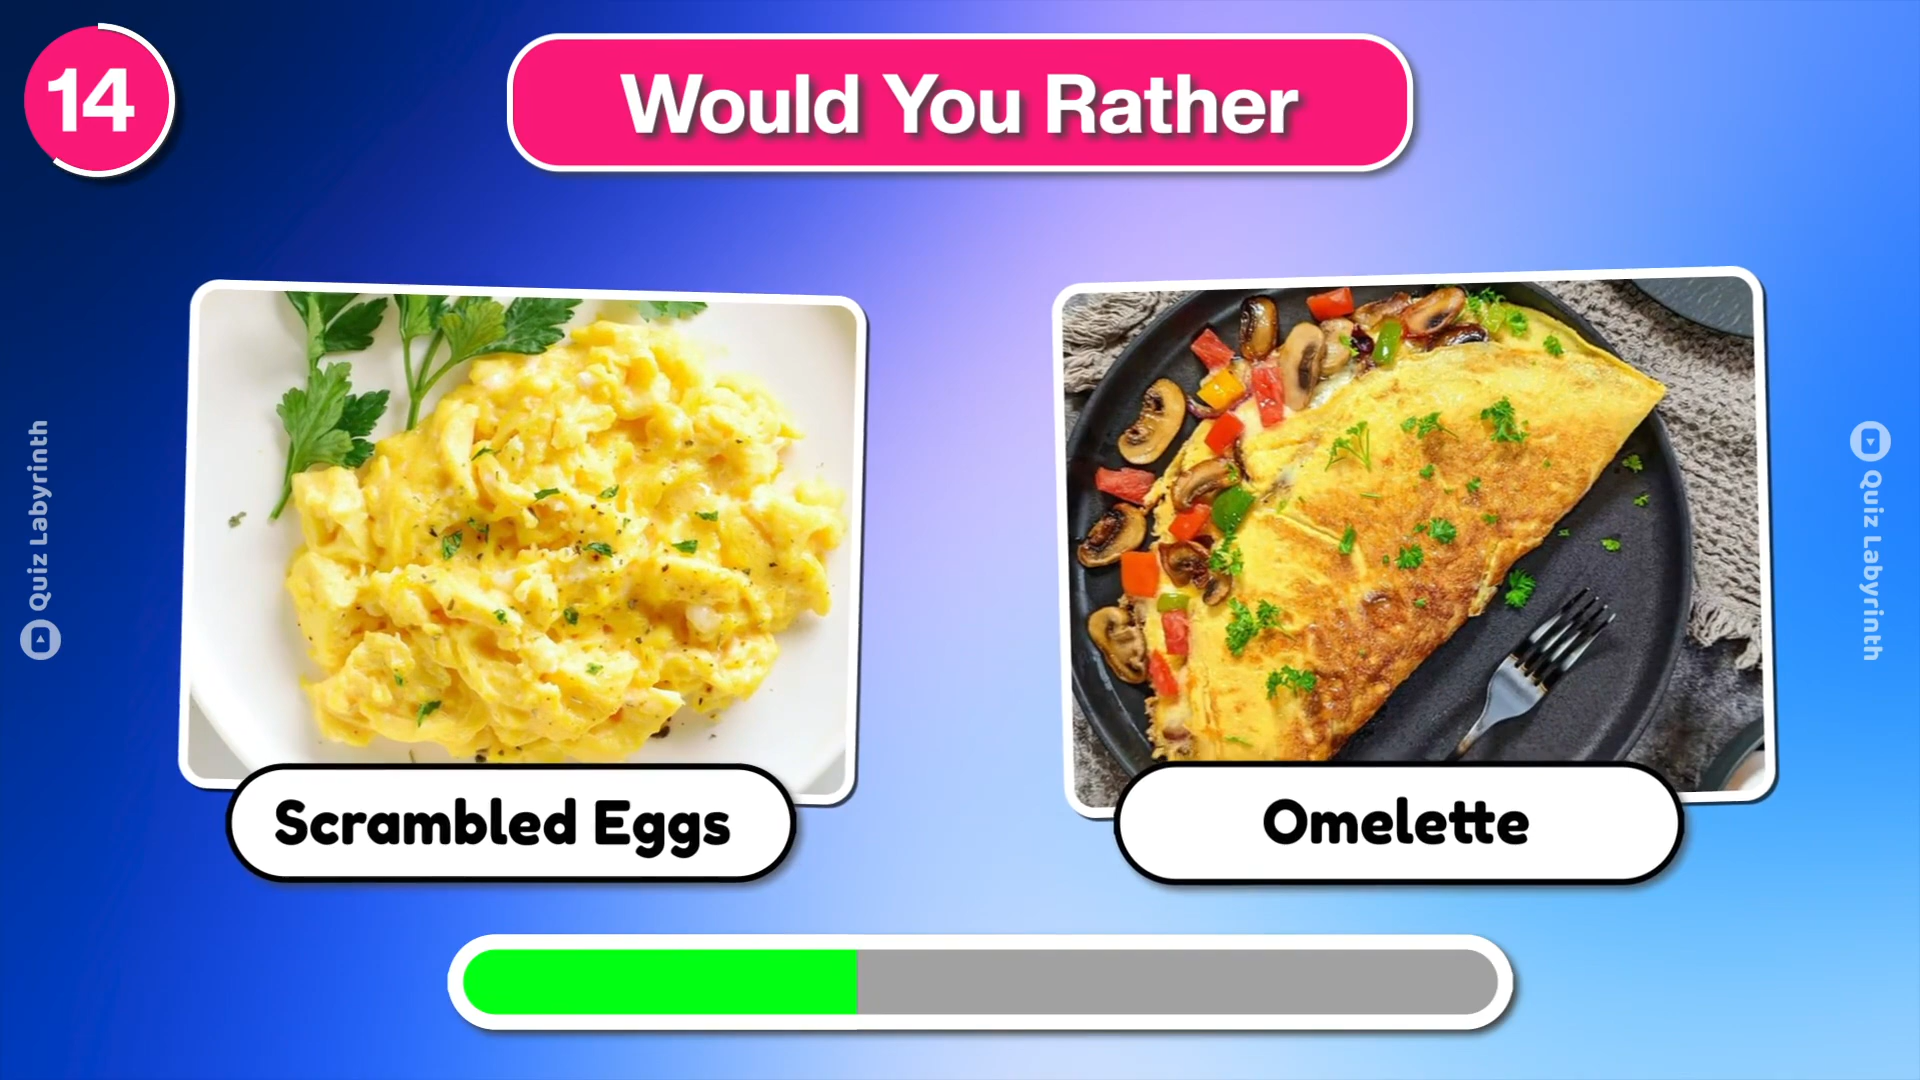 14
Would You Rather
Quiz Labyrinth
Quiz Labyrinth
Scrambled Eggs
Omelette